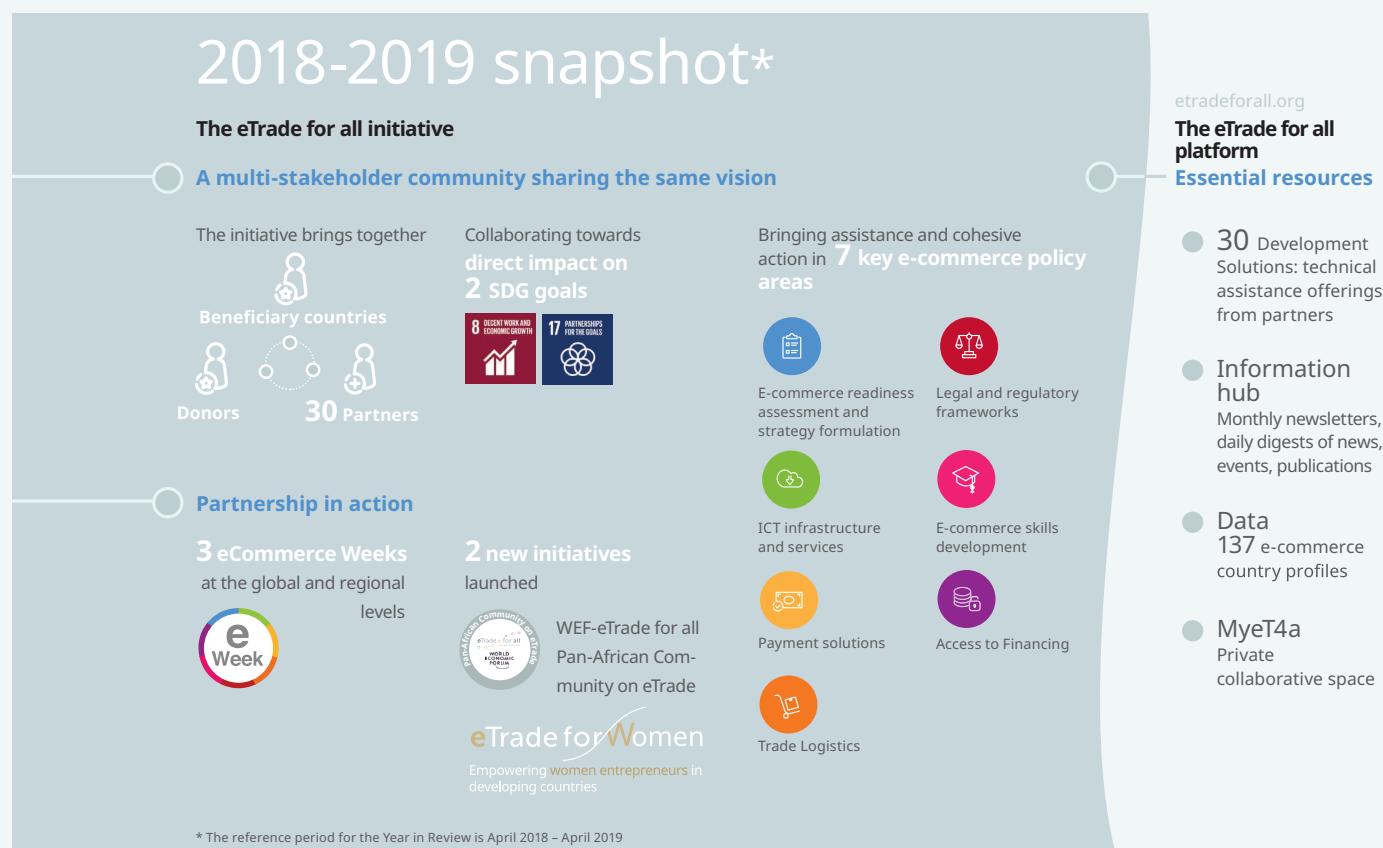 2018-2019 snapshot*
The eTrade for all initiative
A multi-stakeholder community sharing the same vision
The initiative brings together
Beneficiary countries
Donors
30 Partners
Collaborating towards
direct impact on
2 SDG goals
8 DECENT WORK AND
ECONOMIC GROWTH
17 PARTNERSHIPS
FOR THE GOALS
Bringing assistance and cohesive
action in 7 key e-commerce policy
areas
E-commerce readiness
assessment and
strategy formulation
Legal and regulatory
frameworks
ICT infrastructure
and services
E-commerce skills
development
Payment solutions
Access to Financing
Trade Logistics
Partnership in action
3 eCommerce Weeks
at the global and regional
levels
e
Week
2 new initiatives
launched
Pan-African Community on eTrade
eTrade for all
WORLD
ECONOMIC
FORUM
WEF-eTrade for all
Pan-African Com-
munity on eTrade
eTrade for Women
Empowering women entrepreneurs in
developing countries
* The reference period for the Year in Review is April 2018 – April 2019
etradeforall.org
The eTrade for all
platform
Essential resources
30 Development
Solutions: technical
assistance offerings
from partners
Information
hub
Monthly newsletters,
daily digests of news,
events, publications
Data
137 e-commerce
country profiles
MyeT4a
Private
collaborative space